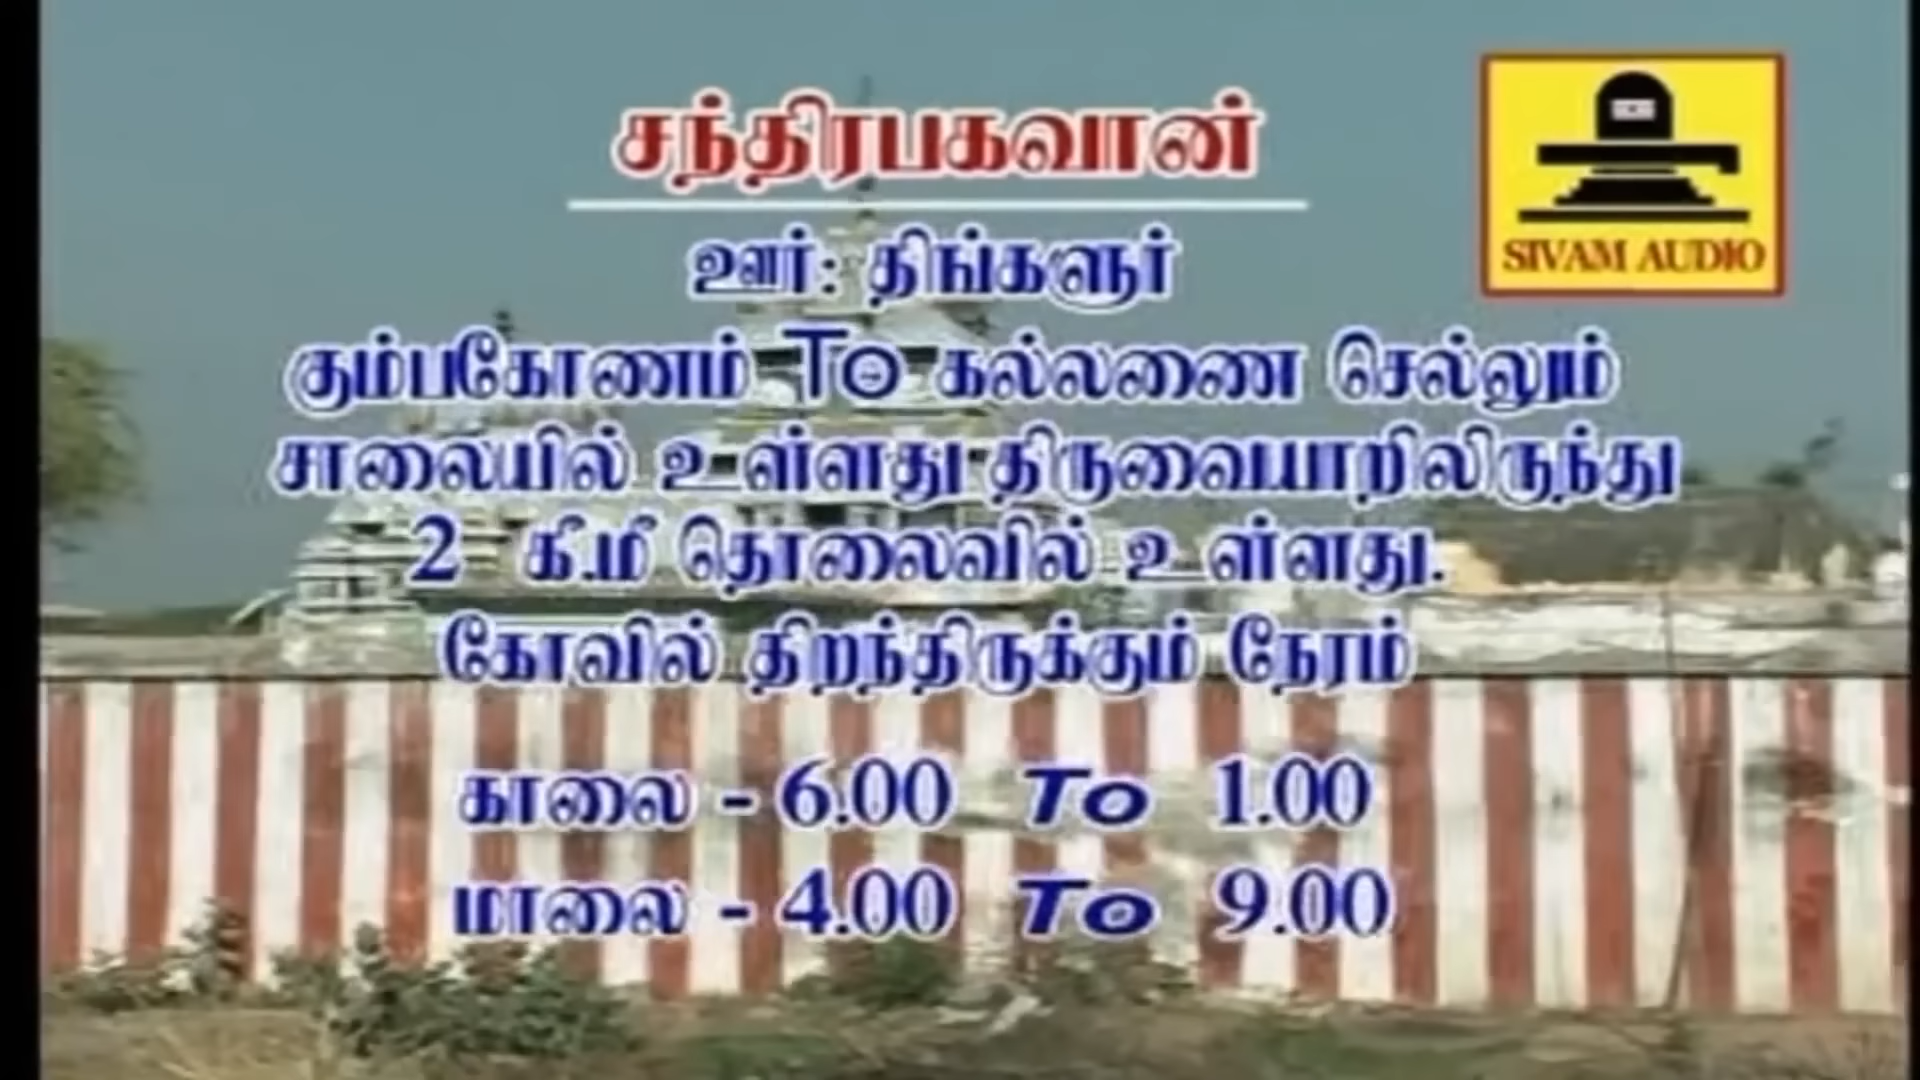 சந்திரபகவான்
SIVAM AUDIO
ஊர்: திங்களுர்
கும்பகோணம் To கல்லணை செல்லும்
சாலையில் உள்ளது திருவையாறிலிருந்து
2 கீ.மீ தொலைவில் உள்ளது.
கோவில் திறந்திருக்கும் நேரம்
காலை - 6.00 To 1.00
மாலை - 4.00 To 9.00